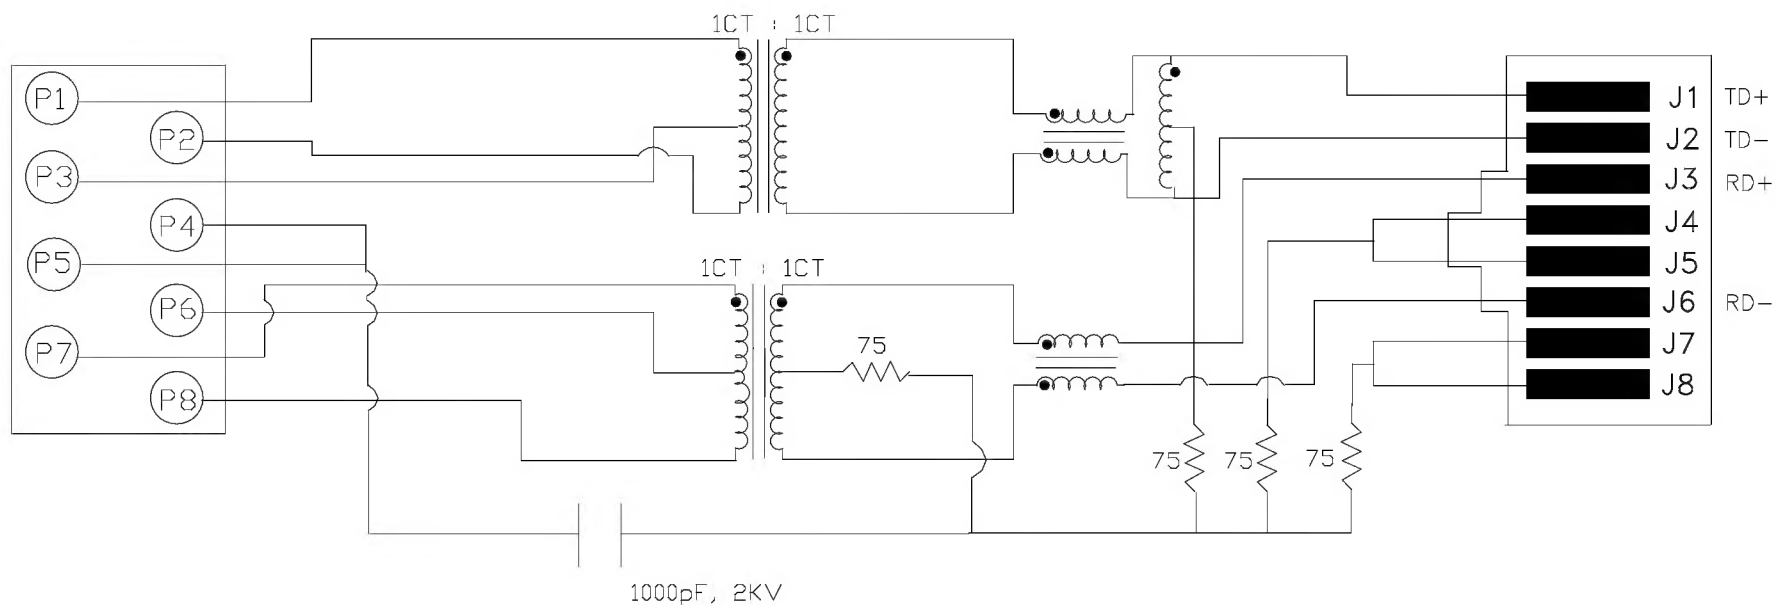 1CT : 1CT
P1
P2
P3
P4
P5
P6
P7
P8
1CT : 1CT
75
75
75
75
1000pF, 2KV
J1 TD+
J2 TD-
J3 RD+
J4
J5
J6 RD-
J7
J8